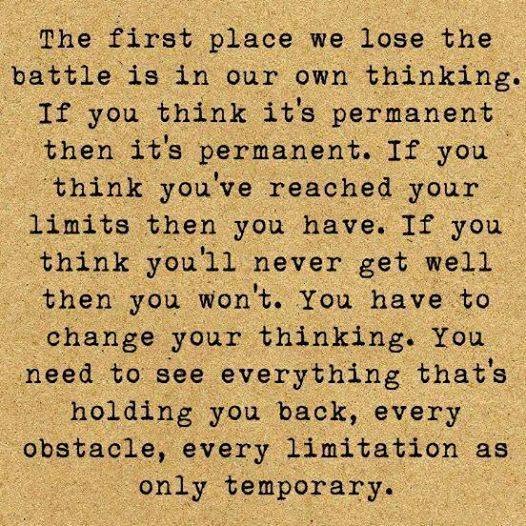 The first place we lose the
battle is in our own thinking.
If you think it's permanent
then it's permanent. If you
think you've reached your
limits then you have. If you
think you'll never get well
then you won't. You have to
change your thinking. You
need to see everything that's
holding you back, every
obstacle, every limitation as
only temporary.